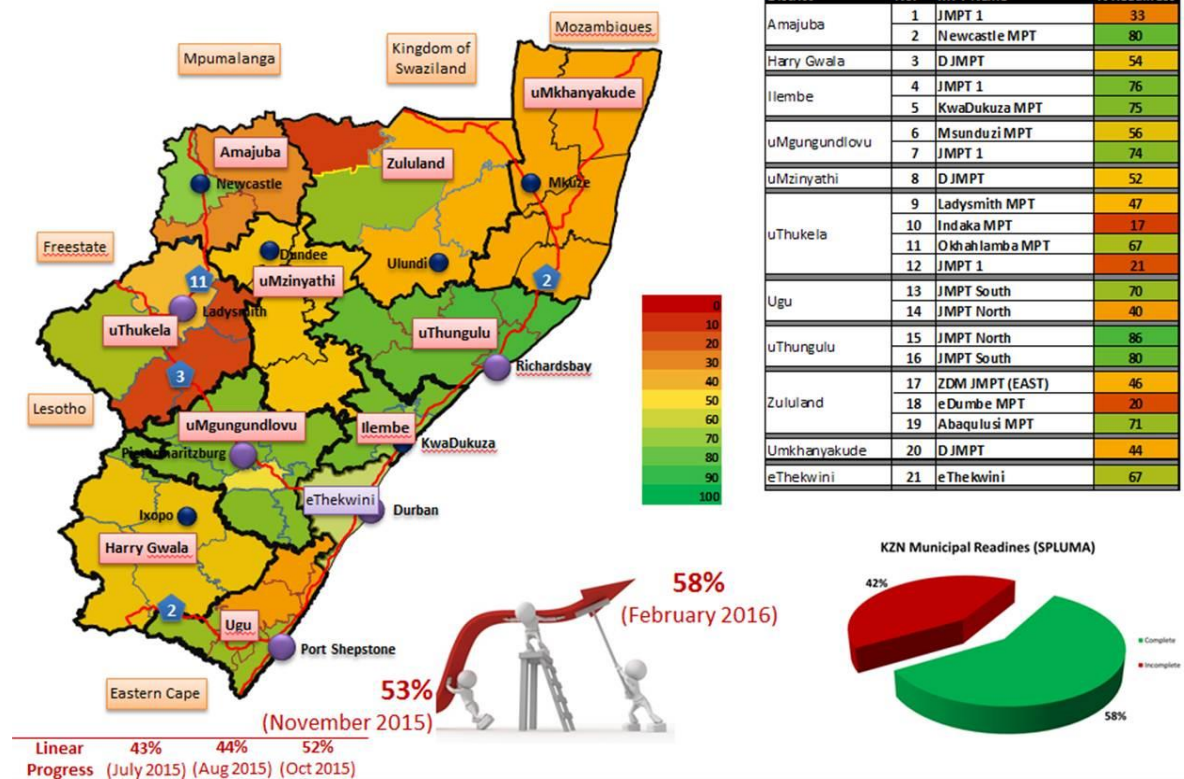 Mozambiques
Kingdom of
Swaziland
Mpumalanga
uMkhanyakude
Amajuba
Zululand
Newcastle
Mkuze
Freestate
Dundee
Ulundi
uMzinyathi
11
2
Ladysmith
uThukela
uThungulu
3
Richardsbay
Lesotho
uMgungundlovu
Ilembe
KwaDukuza
Pietermaritzburg
eThekwini
Durban
Ixopo
Harry Gwala
2
Ugu
Port Shepstone
Eastern Cape
0
10
20
30
40
50
60
70
80
90
100
Amajuba 1 JMPT 1 33
2 Newcastle MPT 80
Harry Gwala 3 DJMPT 54
Ilembe 4 JMPT 1 76
5 KwaDukuza MPT 75
uMgungundlovu 6 Msunduzi MPT 56
7 JMPT 1 74
uMzinyathi 8 DJMPT 52
uThukela 9 Ladysmith MPT 47
10 Indaka MPT 17
11 Okhahlamba MPT 67
12 JMPT 1 21
Ugu 13 JMPT South 70
14 JMPT North 40
uThungulu 15 JMPT North 86
16 JMPT South 80
Zululand 17 ZDM JMPT (EAST) 46
18 eDumbe MPT 20
19 Abaqulusi MPT 71
Umkhanyakude 20 DJMPT 44
eThekwini 21 eThekwini 67
KZN Municipal Readines (SPLUMA)
42%
58%
Complete
Incomplete
58%
(February 2016)
53%
(November 2015)
Linear 43% 44% 52%
Progress (July 2015) (Aug 2015) (Oct 2015)